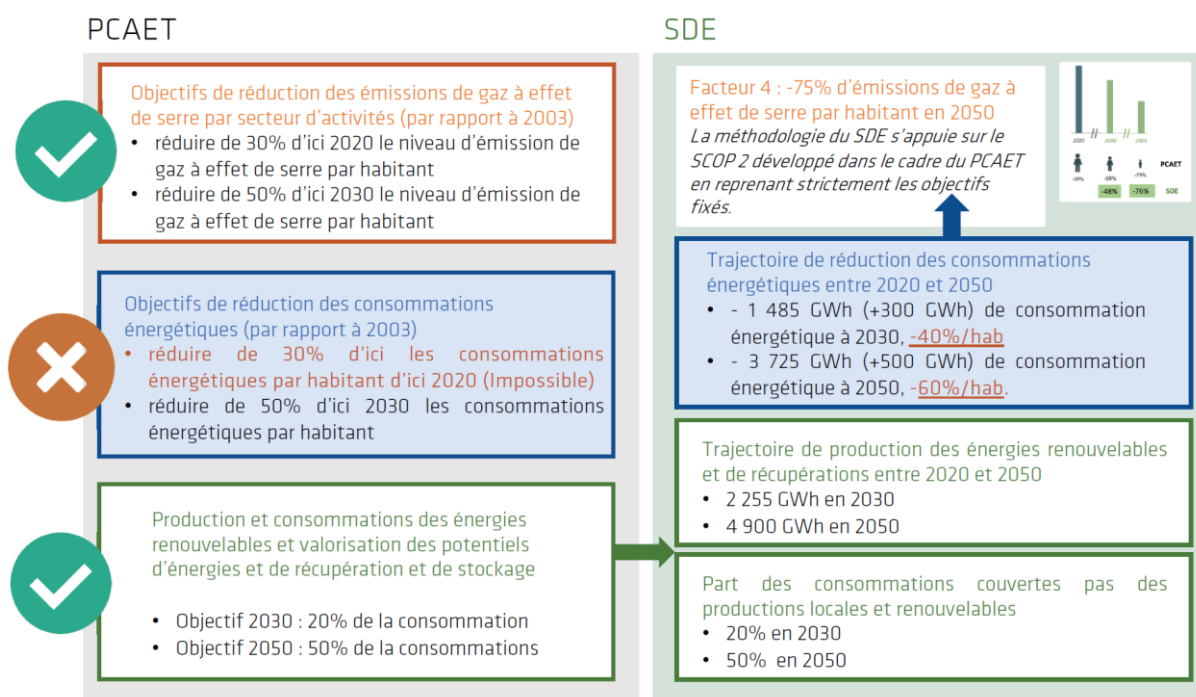 PCAET
Objectifs de réduction des émissions de gaz à effet
de serre par secteur d'activités (par rapport à 2003)
• réduire de 30% d'ici 2020 le niveau d'émission de
gaz à effet de serre par habitant
• réduire de 50% d'ici 2030 le niveau d'émission de
gaz à effet de serre par habitant
Objectifs de réduction des consommations
énergétiques (par rapport à 2003)
• réduire de 30% d'ici les consommations
énergétiques par habitant d'ici 2020 (Impossible)
• réduire de 50% d'ici 2030 les consommations
énergétiques par habitant
Production et consommations des énergies
renouvelables et valorisation des potentiels
d'énergies et de récupération et de stockage
• Objectif 2030 : 20% de la consommation
• Objectif 2050 : 50% de la consommations
SDE
Facteur 4 : -75% d'émissions de gaz à
effet de serre par habitant en 2050
La méthodologie du SDE s'appuie sur le
SCOP 2 développé dans le cadre du PCAET
en reprenant strictement les objectifs
fixés.
2020 // 2030 // 2050
PCAET
-75%
-48% -76% SDE
Trajectoire de réduction des consommations
énergétiques entre 2020 et 2050
• - 1 485 GWh (+300 GWh) de consommation
énergétique à 2030, -40%/hab
• - 3 725 GWh (+500 GWh) de consommation
énergétique à 2050, -60%/hab.
Trajectoire de production des énergies renouvelables
et de récupérations entre 2020 et 2050
• 2 255 GWh en 2030
• 4 900 GWh en 2050
Part des consommations couvertes pas des
productions locales et renouvelables
• 20% en 2030
• 50% en 2050